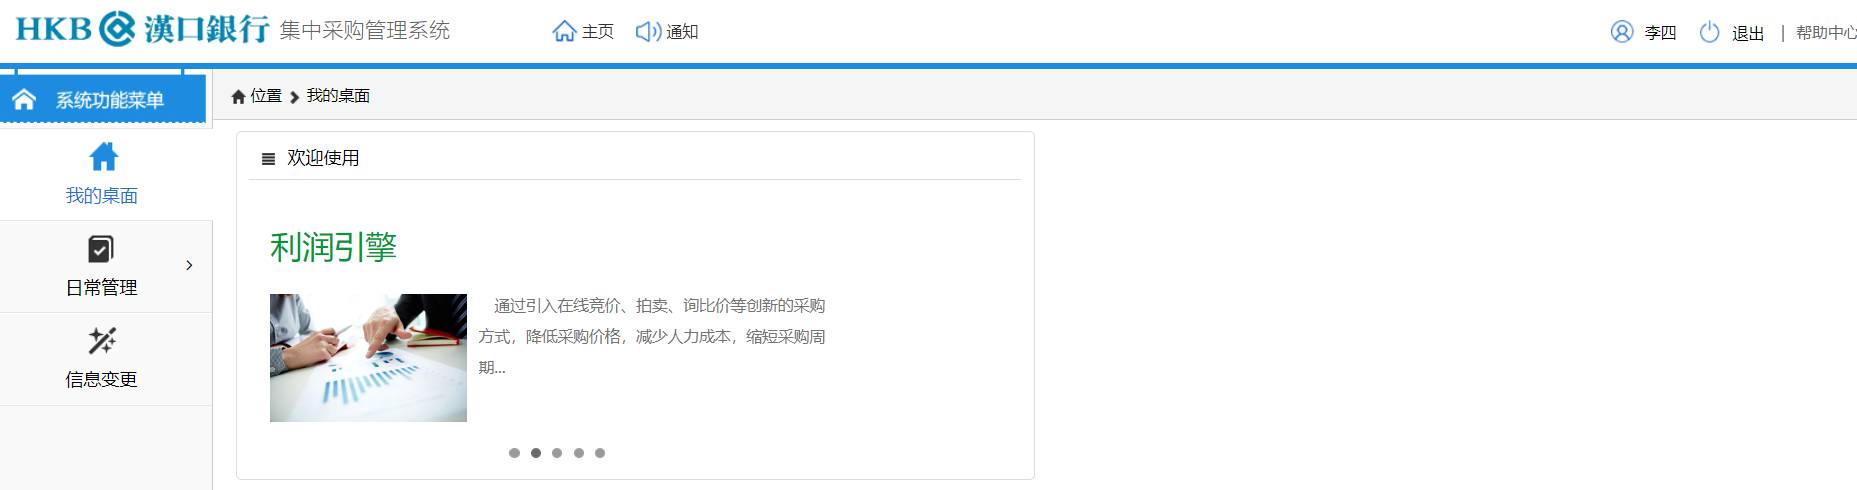 HKB 漢口銀行 集中采购管理系统 主页 通知 李四 退出 | 帮助中心
系统功能菜单
位置 我的桌面
我的桌面
日常管理
信息变更
欢迎使用
利润引擎
通过引入在线竞价、拍卖、询比价等创新的采购
方式，降低采购价格，减少人力成本，缩短采购周
期...